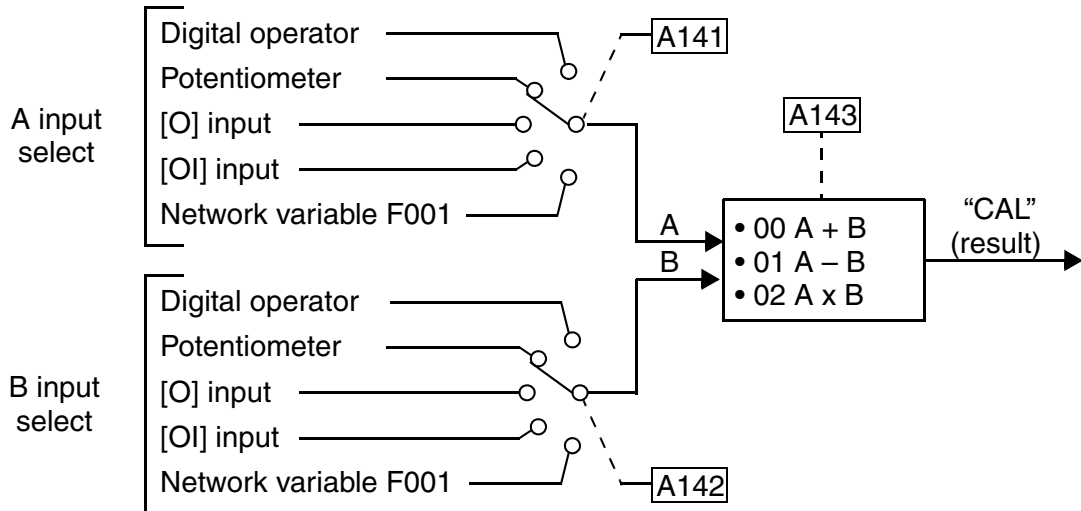 A input
select
Digital operator
Potentiometer
[O] input
[OI] input
Network variable F001
A141
B input
select
Digital operator
Potentiometer
[O] input
[OI] input
Network variable F001
A142
A
B
A143
• 00 A + B
• 01 A – B
• 02 A x B
“CAL”
(result)